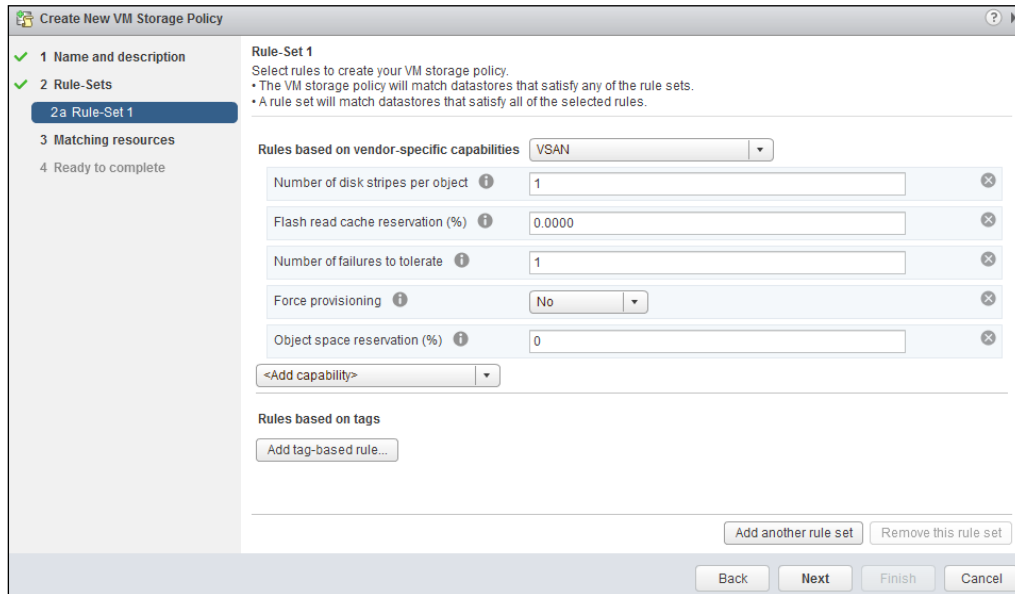 Create New VM Storage Policy
?
1 Name and description
2 Rule-Sets
2a Rule-Set 1
3 Matching resources
4 Ready to complete
Rule-Set 1
Select rules to create your VM storage policy.
• The VM storage policy will match datastores that satisfy any of the rule sets.
• A rule set will match datastores that satisfy all of the selected rules.
Rules based on vendor-specific capabilities VSAN
Number of disk stripes per object 1
Flash read cache reservation (%) 0.0000
Number of failures to tolerate 1
Force provisioning No
Object space reservation (%) 0
<Add capability>
Rules based on tags
Add tag-based rule...
Add another rule set Remove this rule set
Back Next Finish Cancel